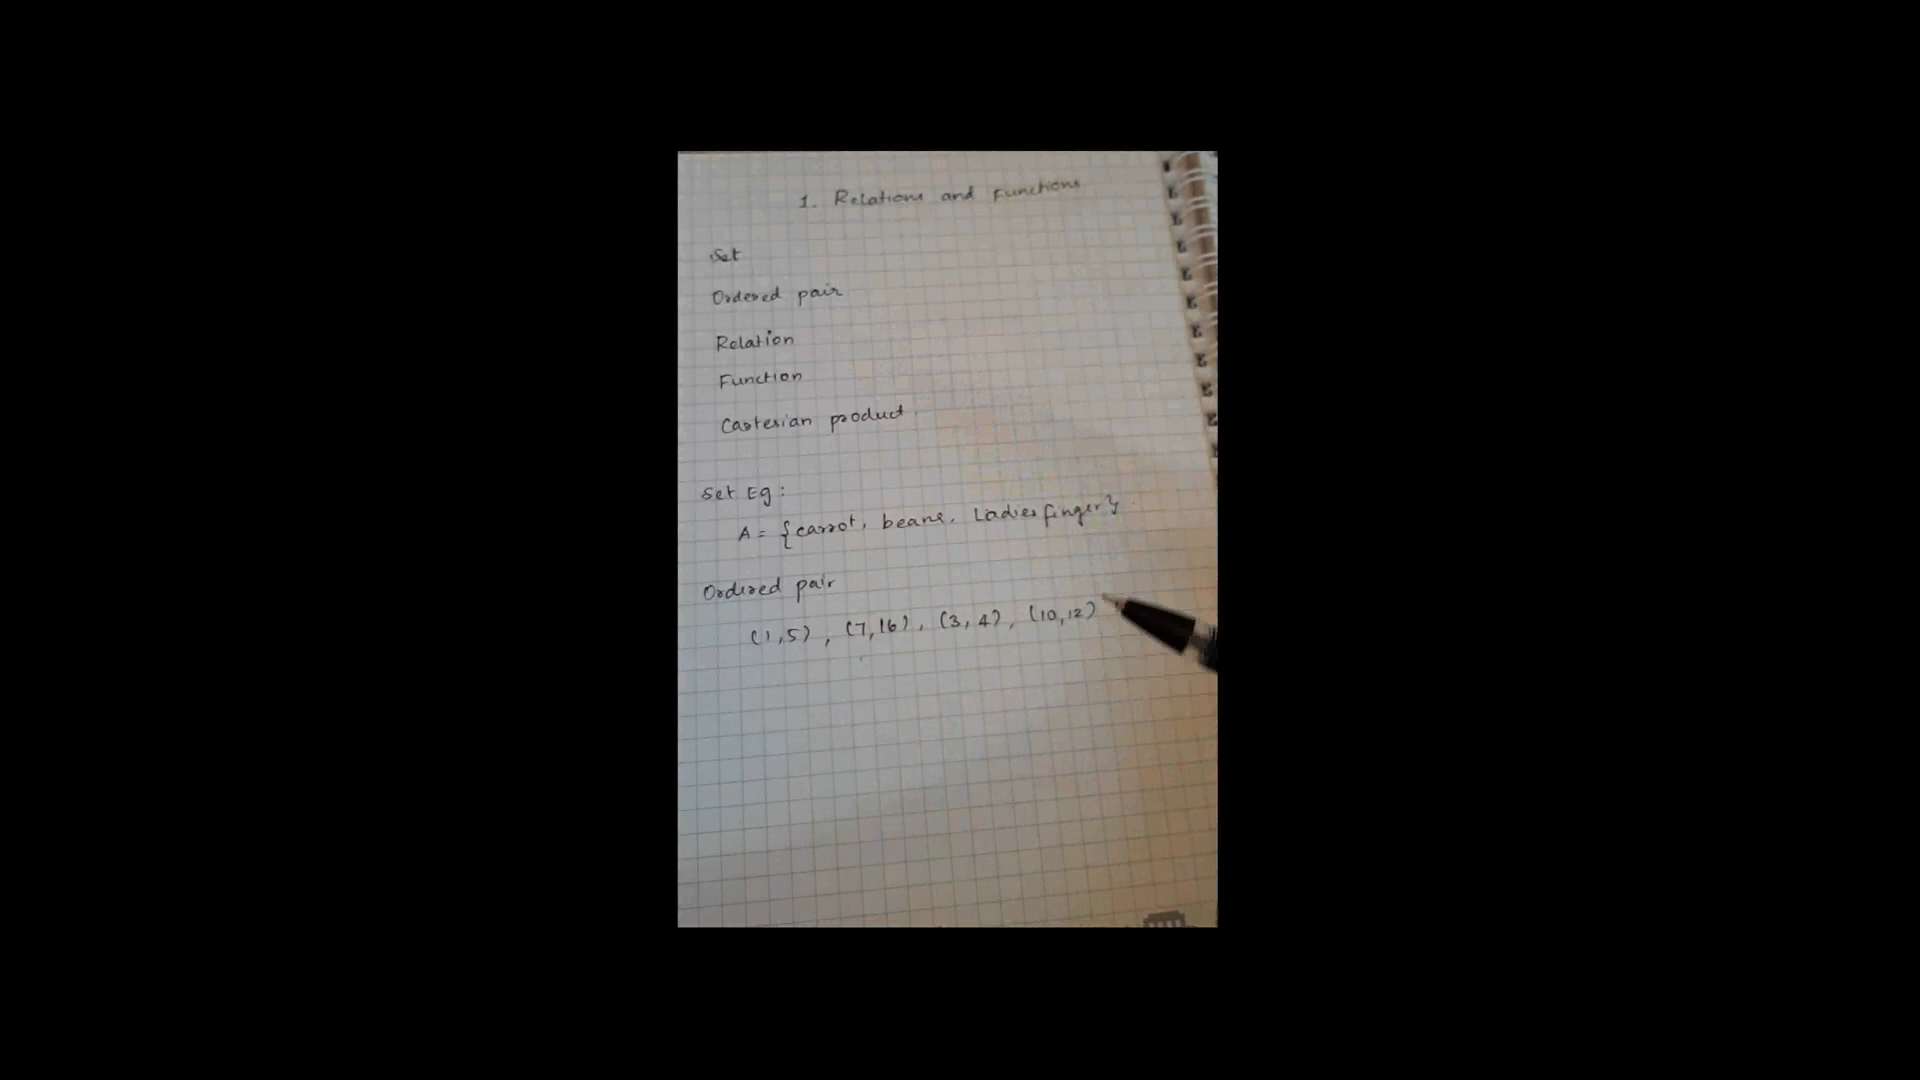 1. Relations and Functions
Set
Ordered pair
Relation
Function
Cartesian product
Set Eg:
A = {carrot, beans, Ladies finger}
Ordered pair
(1,5), (7,16), (3,4), (10,12)